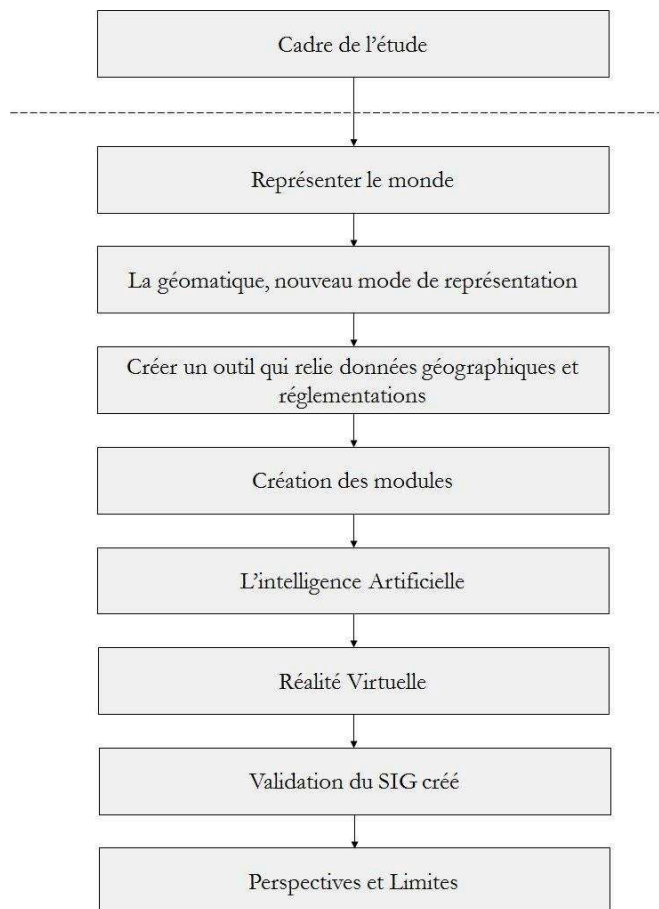 Cadre de l’étude
Représenter le monde
La géomatique, nouveau mode de représentation
Créer un outil qui relie données géographiques et
réglementations
Création des modules
L’intelligence Artificielle
Réalité Virtuelle
Validation du SIG créé
Perspectives et Limites